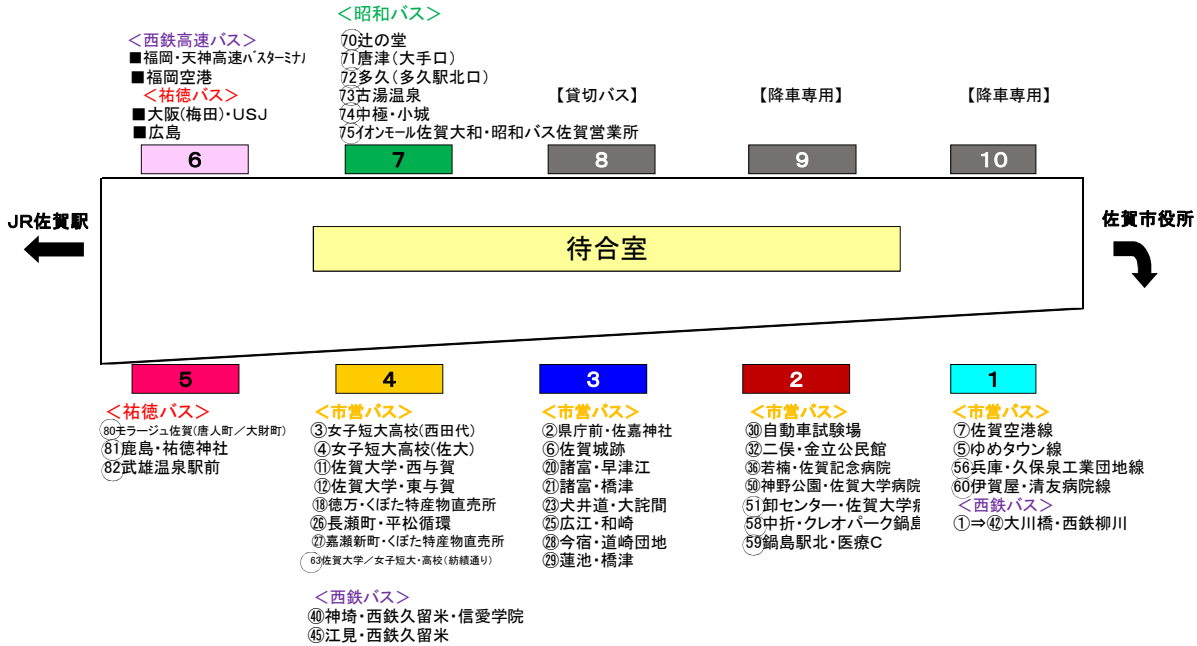 ＜昭和バス＞
70辻の堂
71唐津（大手口）
72多久（多久駅北口）
73古湯温泉
74中極・小城
75イオンモール佐賀大和・昭和バス佐賀営業所
＜西鉄高速バス＞
■福岡・天神高速バスターミナル
■福岡空港
＜祐徳バス＞
■大阪(梅田)・USJ
■広島
【貸切バス】
【降車専用】
【降車専用】
6
7
8
9
10
JR佐賀駅
待合室
佐賀市役所
5
4
3
2
1
＜祐徳バス＞
80モラージュ佐賀（唐人町／大財町）
81鹿島・祐徳神社
82武雄温泉駅前
＜市営バス＞
③女子短大高校(西田代)
④女子短大高校(佐大)
⑪佐賀大学・西与賀
⑫佐賀大学・東与賀
⑱徳万・くぼた特産物直売所
㉖長瀬町・平松循環
㉗嘉瀬新町・くぼた特産物直売所
63佐賀大学／女子短大・高校（紡績通り）
＜西鉄バス＞
㊵神埼・西鉄久留米・信愛学院
㊺江見・西鉄久留米
＜市営バス＞
②県庁前・佐嘉神社
⑥佐賀城跡
⑳諸富・早津江
㉑諸富・橋津
㉓犬井道・大詫間
㉕広江・和崎
㉘今宿・道崎団地
㉙蓮池・橋津
＜市営バス＞
㉚自動車試験場
㉜二俣・金立公民館
㊱若楠・佐賀記念病院
㊿神野公園・佐賀大学病院
51卸センター・佐賀大学
58中折・クレオパーク鍋島
59鍋島駅北・医療C
＜市営バス＞
⑦佐賀空港線
⑤ゆめタウン線
56兵庫・久保泉工業団地線
60伊賀屋・清友病院線
＜西鉄バス＞
①⇒㊷大川橋・西鉄柳川